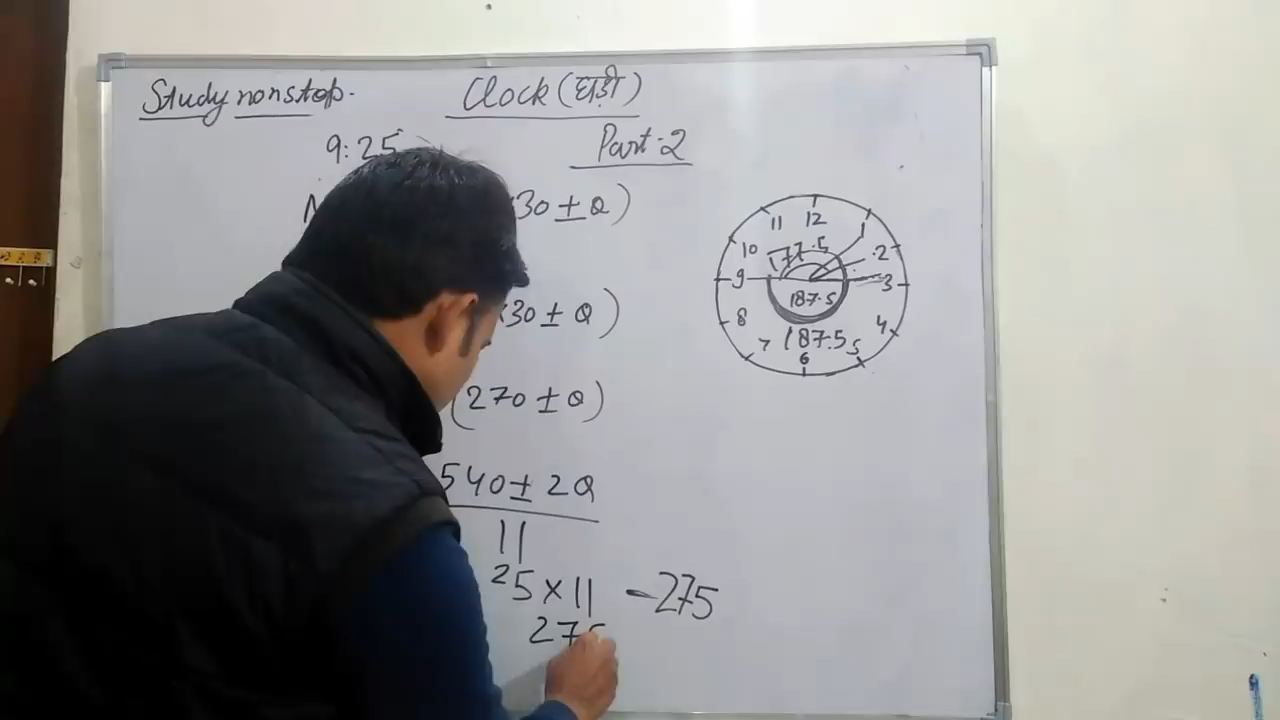 Study nonstop.
Clock (घड़ी)
Part-2
9:25
30 ± Q)
×30 ± Q)
(270 ± Q)
540 ± 2Q
11
25 × 11 - 275
275
12
1
2
3
4
5
6
7
8
9
10
11
177.5
187.5
187.5